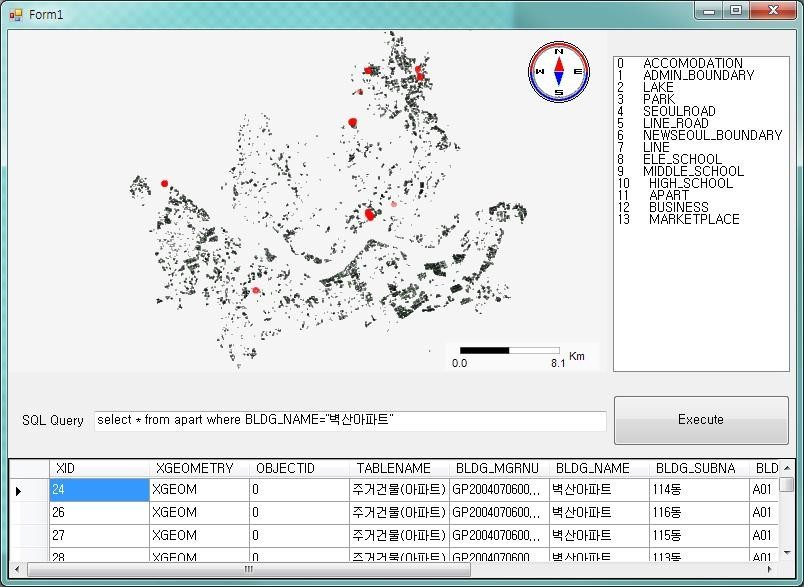 Form1
N
W E
S
0 ACCOMODATION
1 ADMIN_BOUNDARY
2 LAKE
3 PARK
4 SEOULROAD
5 LINE_ROAD
6 NEWSEOUL_BOUNDARY
7 LINE
8 ELE_SCHOOL
9 MIDDLE_SCHOOL
10 HIGH_SCHOOL
11 APART
12 BUSINESS
13 MARKETPLACE
0.0 8.1 Km
SQL Query select * from apart where BLDG_NAME="벽산아파트" Execute
XID XGEOMETRY OBJECTID TABLENAME BLDG_MGRNU BLDG_NAME BLDG_SUBNA BLD
24 XGEOM 0 주거건물(아파트) GP2004070600... 벽산아파트 114동 A01
26 XGEOM 0 주거건물(아파트) GP2004070600... 벽산아파트 116동 A01
27 XGEOM 0 주거건물(아파트) GP2004070600... 벽산아파트 115동 A01
28 XGEOM 0 주거건물(아파트) GP2004070600... 벽산아파트 113동 A01